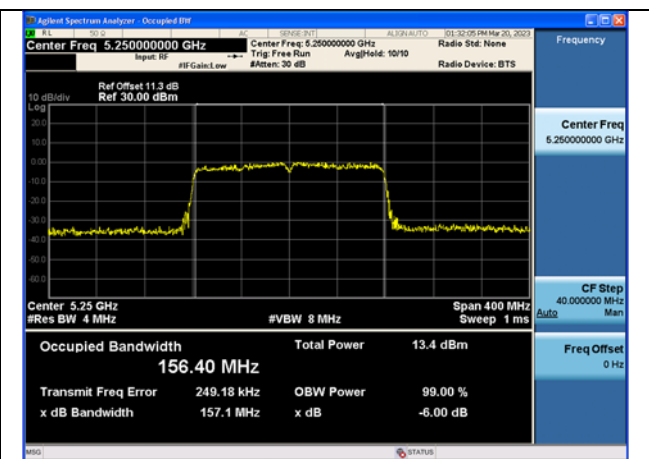 Agilent Spectrum Analyzer - Occupied BW
RL 50 Ω AC SENSE:INT ALIGN AUTO 01:32:05 PM Mar 20, 2023
Center Freq 5.250000000 GHz Center Freq: 5.250000000 GHz Radio Std: None Frequency
Input: RF Trig: Free Run Avg|Hold: 10/10
#IFGain:Low #Atten: 30 dB Radio Device: BTS
Ref Offset 11.3 dB
10 dB/div Ref 30.00 dBm
Log
20.0
10.0
0.00
-10.0
-20.0
-30.0
-40.0
-50.0
-60.0
Center Freq
5.250000000 GHz
Center 5.25 GHz Span 400 MHz
#Res BW 4 MHz #VBW 8 MHz Sweep 1 ms
CF Step
40.000000 MHz
Auto Man
Occupied Bandwidth Total Power 13.4 dBm
156.40 MHz
Transmit Freq Error 249.18 kHz OBW Power 99.00 %
x dB Bandwidth 157.1 MHz x dB -6.00 dB
Freq Offset
0 Hz
MSG STATUS